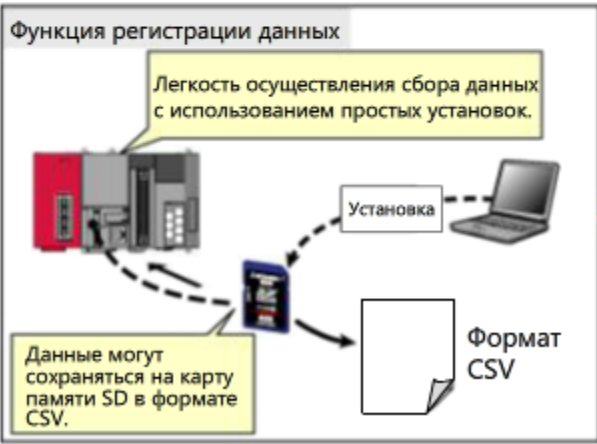 Функция регистрации данных
Легкость осуществления сбора данных
с использованием простых установок.
Установка
Формат
CSV
Данные могут
сохраняться на карту
памяти SD в формате
CSV.